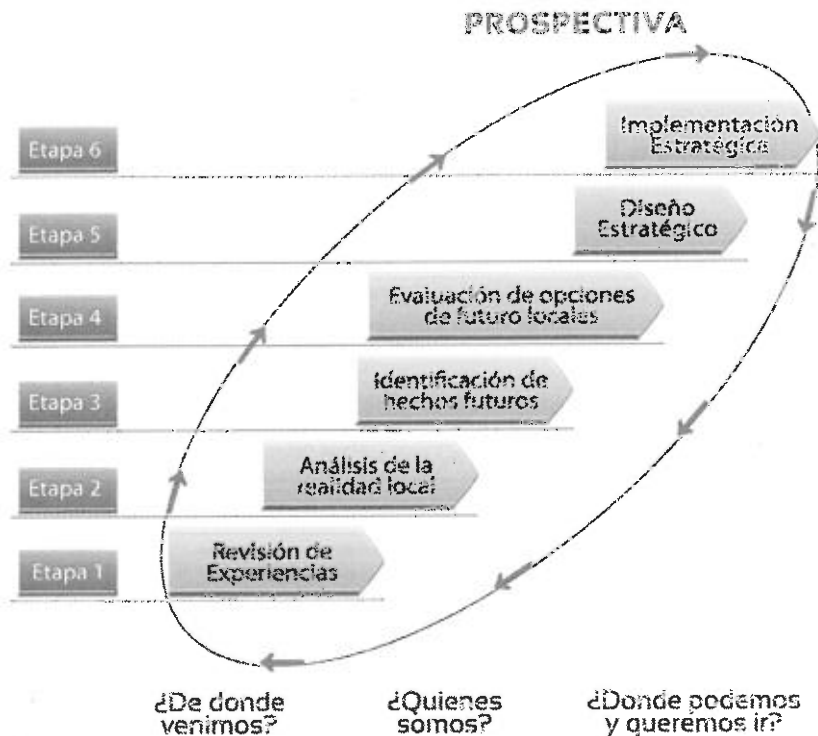 PROSPECTIVA
Etapa 6
Implementación
Estratégica
Etapa 5
Diseño
Estratégico
Etapa 4
Evaluación de opciones
de futuro locales
Etapa 3
Identificación de
hechos futuros
Etapa 2
Análisis de la
realidad local
Etapa 1
Revisión de
Experiencias
¿De donde
venimos?
¿Quienes
somos?
¿Donde podemos
y queremos ir?